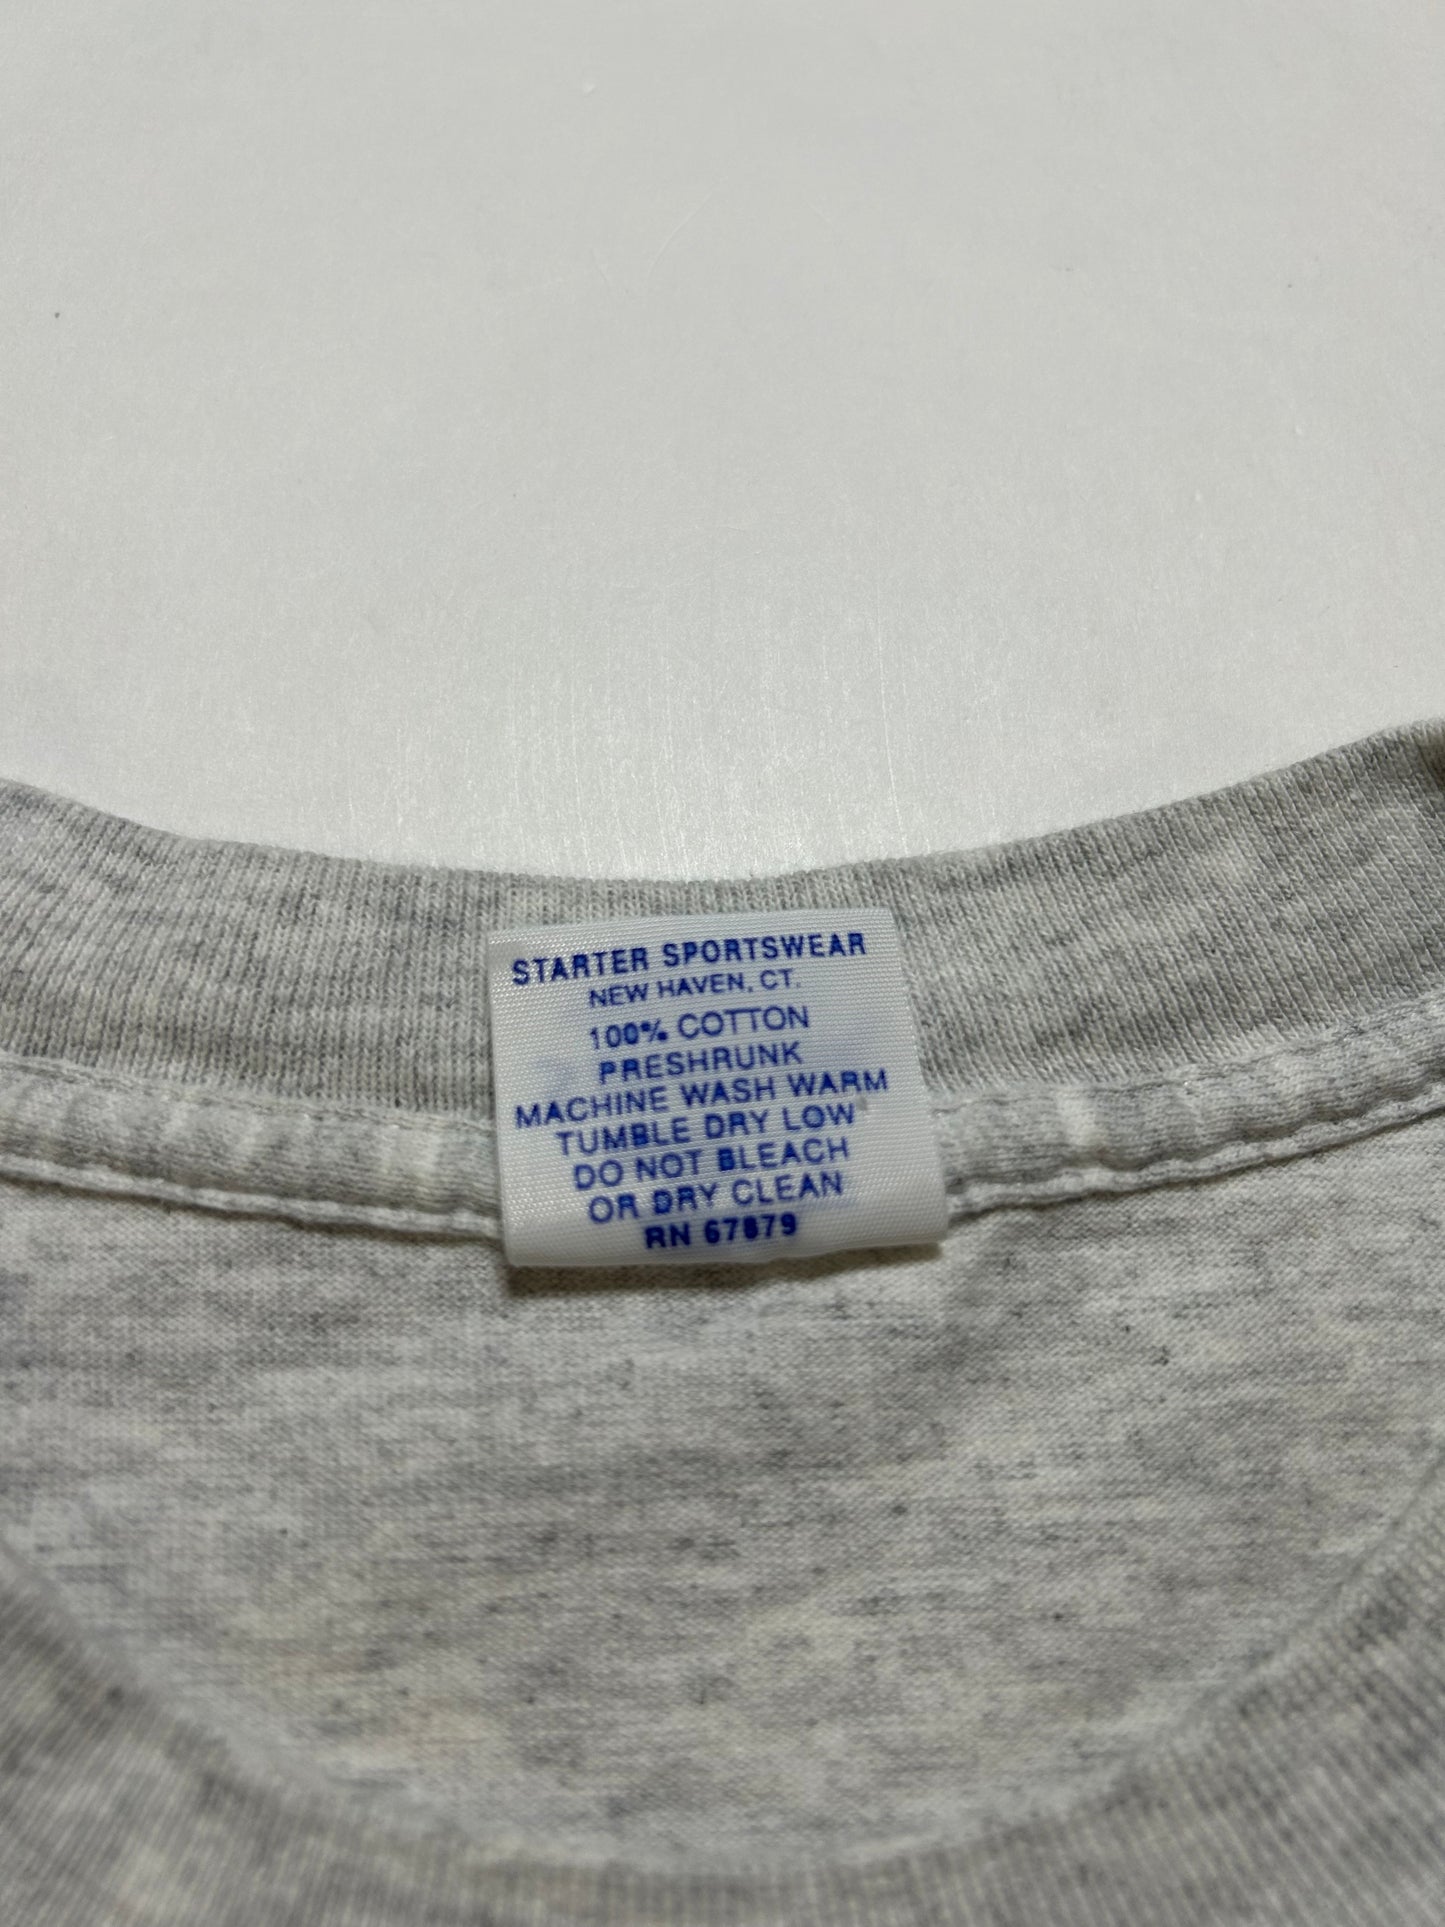 STARTER SPORTSWEAR
NEW HAVEN, CT.
100% COTTON
PRESHRUNK
MACHINE WASH WARM
TUMBLE DRY LOW
DO NOT BLEACH
OR DRY CLEAN
RN 67879